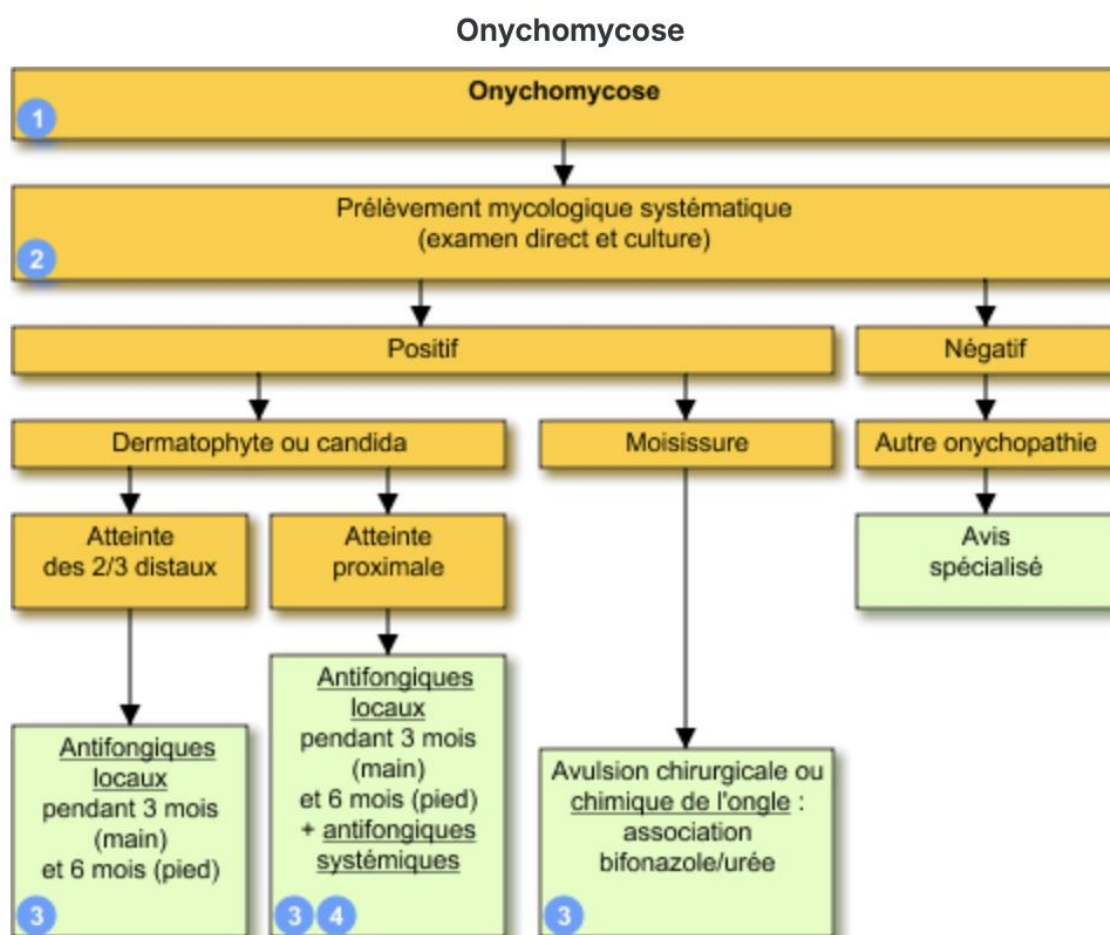 Onychomycose
Onychomycose
1
Prélèvement mycologique systématique
(examen direct et culture)
2
Positif
Négatif
Dermatophyte ou candida
Moisissure
Autre onychopathie
Atteinte
des 2/3 distaux
Atteinte
proximale
Avis
spécialisé
Antifongiques
locaux
pendant 3 mois
(main)
et 6 mois (pied)
3
Antifongiques
locaux
pendant 3 mois
(main)
et 6 mois (pied)
+ antifongiques
systémiques
3 4
Avulsion chirurgicale ou
chimique de l'ongle :
association
bifonazole/urée
3